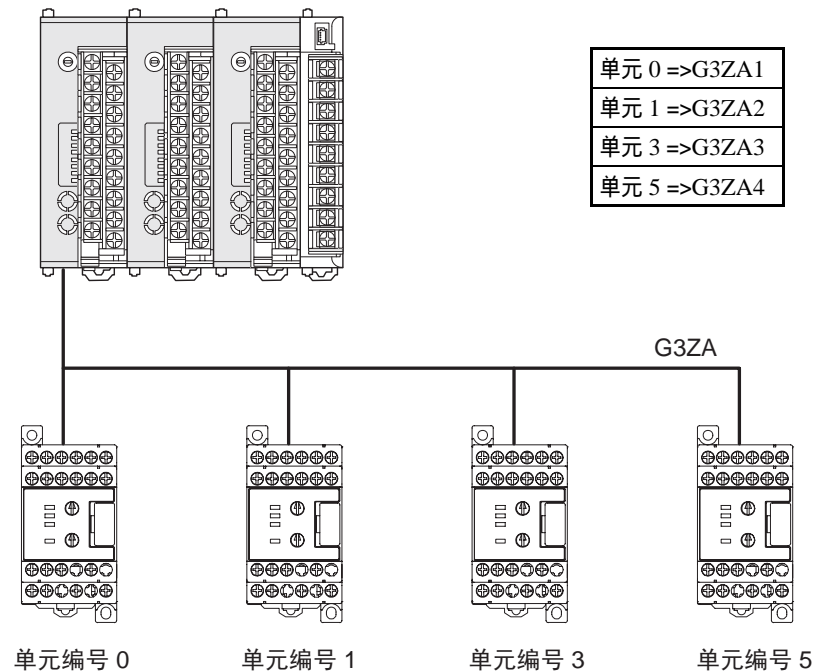 单元 0 =>G3ZA1
单元 1 =>G3ZA2
单元 3 =>G3ZA3
单元 5 =>G3ZA4
G3ZA
单元编号 0
单元编号 1
单元编号 3
单元编号 5